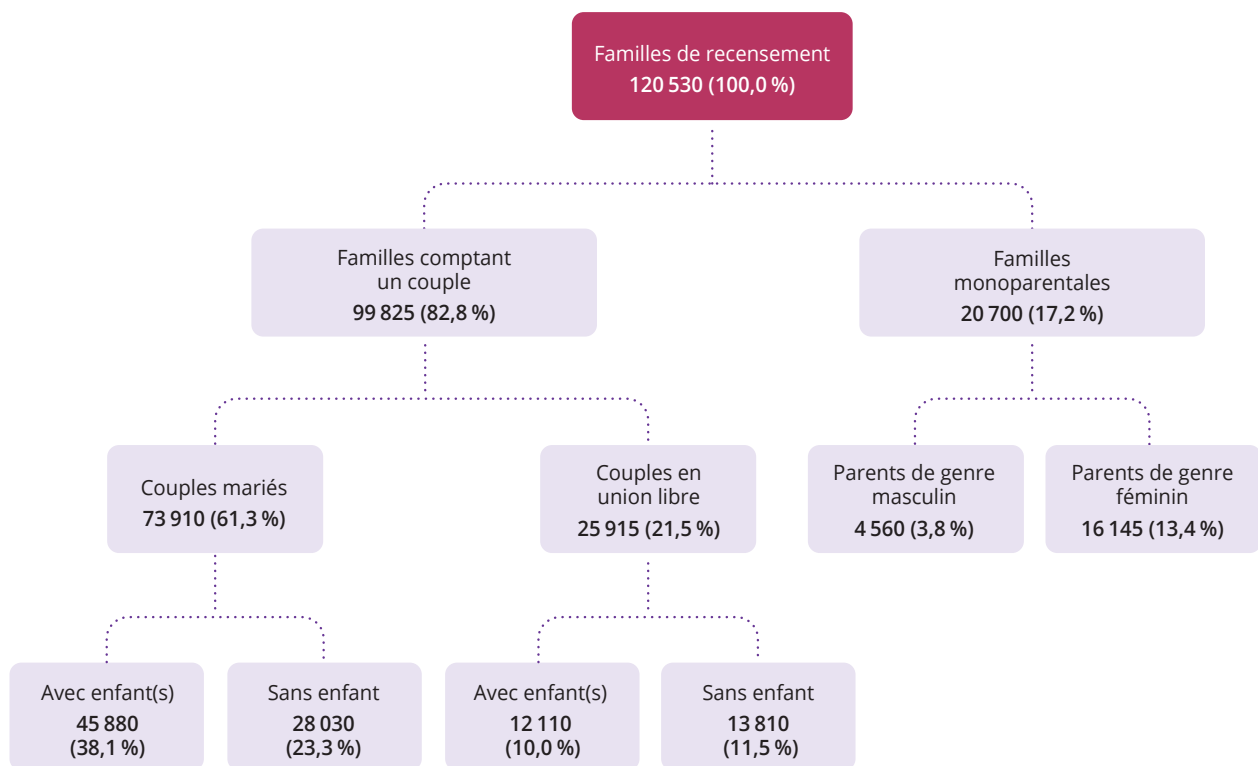 Familles de recensement
120 530 (100,0 %)
Familles comptant
un couple
99 825 (82,8 %)
Familles
monoparentales
20 700 (17,2 %)
Couples mariés
73 910 (61,3 %)
Couples en
union libre
25 915 (21,5 %)
Parents de genre
masculin
4 560 (3,8 %)
Parents de genre
féminin
16 145 (13,4 %)
Avec enfant(s)
45 880
(38,1 %)
Sans enfant
28 030
(23,3 %)
Avec enfant(s)
12 110
(10,0 %)
Sans enfant
13 810
(11,5 %)